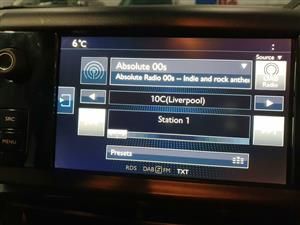 6°C
Source ▼
Absolute 00s
Absolute Radio 00s – Indie and rock anthe
DAB
Radio
10C(Liverpool)
Station 1
SRC
MENU
Presets
RDS DAB FM TXT